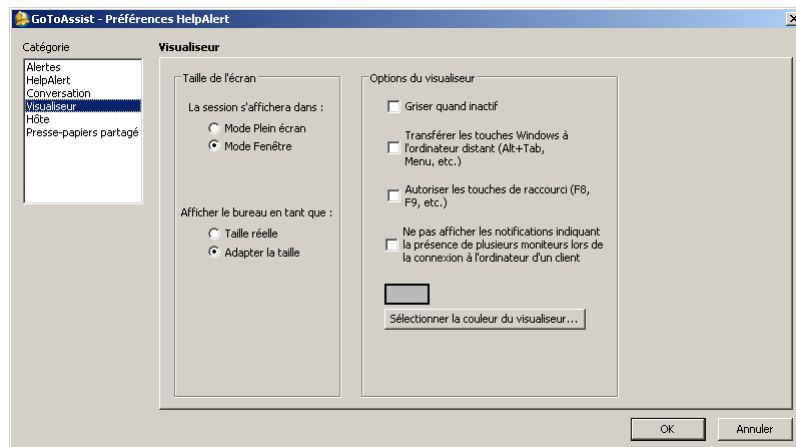 GoToAssist - Préférences HelpAlert
Catégorie
Alertes
HelpAlert
Conversation
Visualiseur
Hôte
Presse-papiers partagé
Visualiseur
Taille de l'écran
La session s'affichera dans :
Mode Plein écran
Mode Fenêtre
Afficher le bureau en tant que :
Taille réelle
Adapter la taille
Options du visualiseur
Griser quand inactif
Transférer les touches Windows à
l'ordinateur distant (Alt+Tab,
Menu, etc.)
Autoriser les touches de raccourci (F8,
F9, etc.)
Ne pas afficher les notifications indiquant
la présence de plusieurs moniteurs lors de
la connexion à l'ordinateur d'un client
Sélectionner la couleur du visualiseur...
OK
Annuler